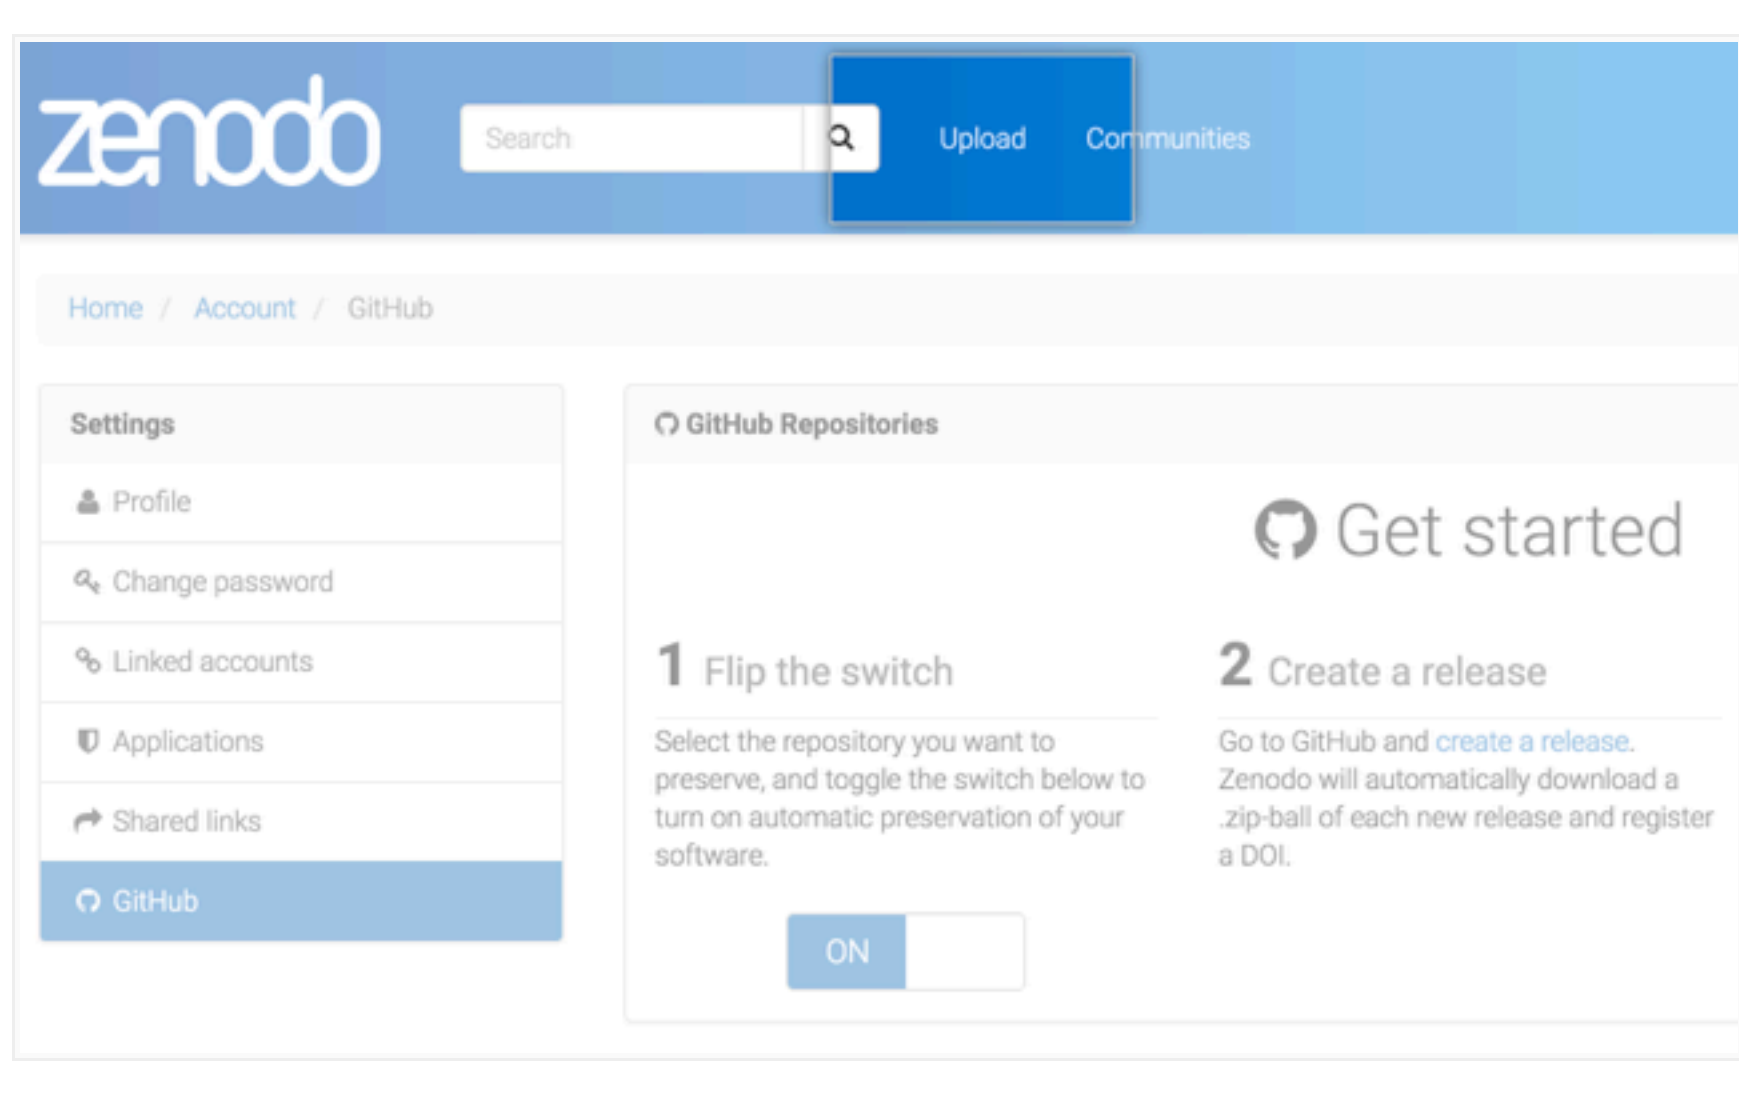 zenodo
Search
Upload
Communities
Home / Account / GitHub
Settings
Profile
Change password
Linked accounts
Applications
Shared links
GitHub
GitHub Repositories
Get started
1 Flip the switch
Select the repository you want to
preserve, and toggle the switch below to
turn on automatic preservation of your
software.
ON
2 Create a release
Go to GitHub and create a release.
Zenodo will automatically download a
.zip-ball of each new release and register
a DOI.